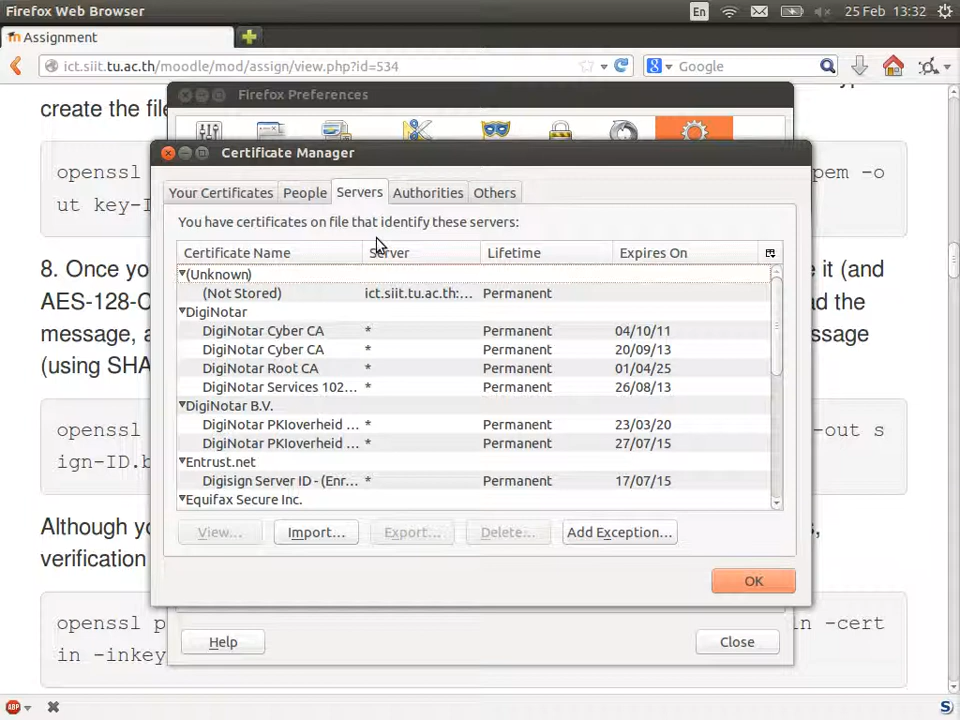 Firefox Web Browser
En
25 Feb 13:32
Assignment
ict.siit.tu.ac.th/moodle/mod/assign/view.php?id=534
Google
create the file
Firefox Preferences
Certificate Manager
openssl
pem -o
ut key-I
Your Certificates
People
Servers
Authorities
Others
You have certificates on file that identify these servers:
Certificate Name Server Lifetime Expires On
(Unknown)
(Not Stored) ict.siit.tu.ac.th:... Permanent
DigiNotar
DigiNotar Cyber CA * Permanent 04/10/11
DigiNotar Cyber CA * Permanent 20/09/13
DigiNotar Root CA * Permanent 01/04/25
DigiNotar Services 102... * Permanent 26/08/13
DigiNotar B.V.
DigiNotar PKIoverheid ... * Permanent 23/03/20
DigiNotar PKIoverheid ... * Permanent 27/07/15
Entrust.net
Digisign Server ID - (Enr... * Permanent 17/07/15
Equifax Secure Inc.
View...
Import...
Export...
Delete...
Add Exception...
OK
8. Once yo
e it (and
AES-128-C
ad the
message, a
ssage
(using SHA
openssl
-out s
sign-ID.b
Although yo
s,
verification
openssl p
in -cert
in -inkey
Help
Close
ABP
S